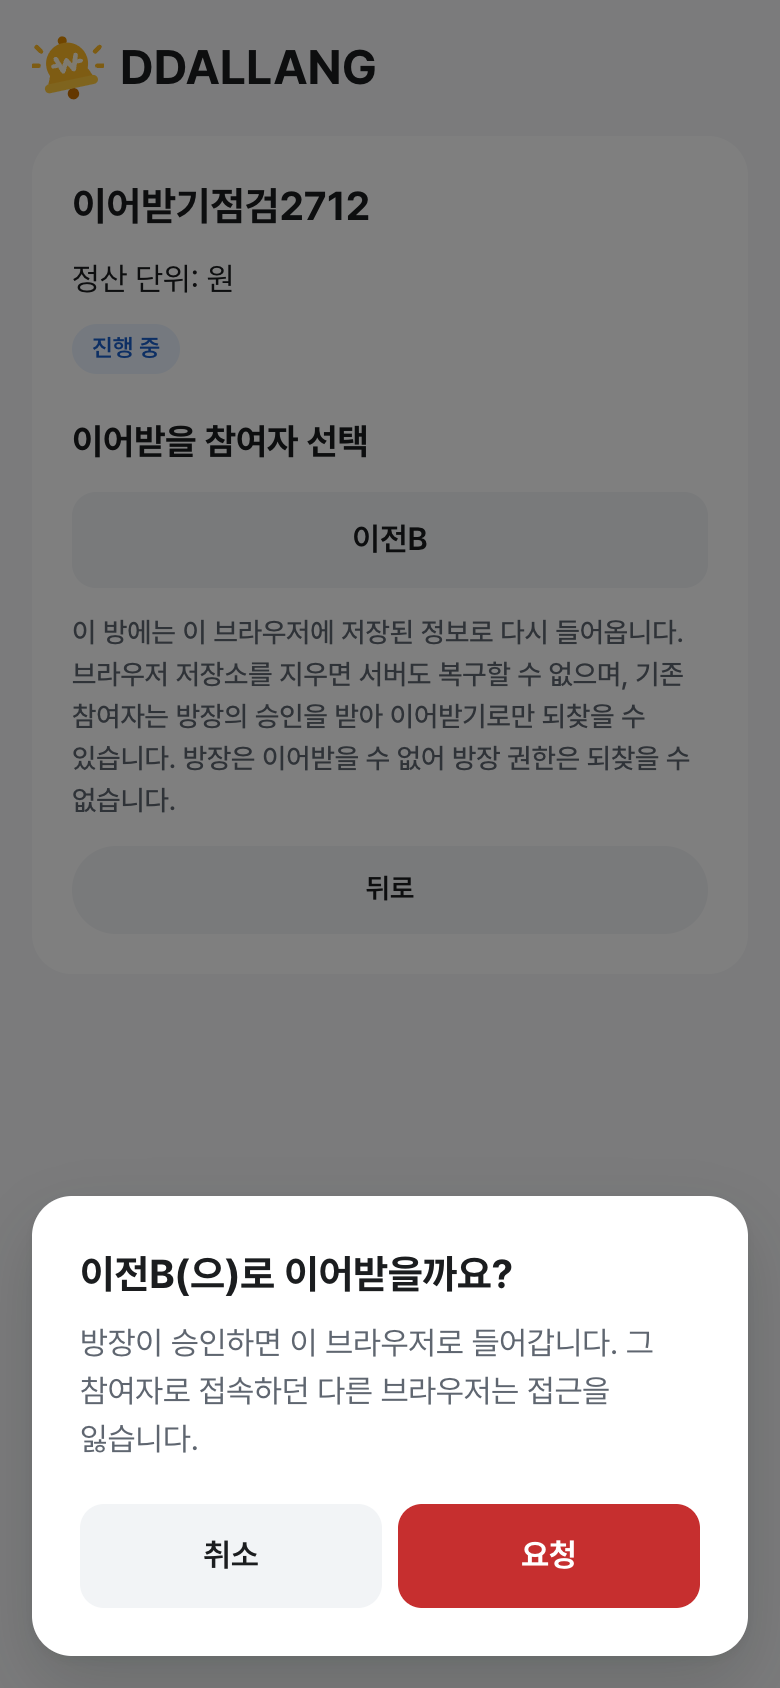 DDALLANG
이어받기점검2712
정산 단위: 원
진행 중
이어받을 참여자 선택
이전B
이 방에는 이 브라우저에 저장된 정보로 다시 들어옵니다.
브라우저 저장소를 지우면 서버도 복구할 수 없으며, 기존
참여자는 방장의 승인을 받아 이어받기로만 되찾을 수
있습니다. 방장은 이어받을 수 없어 방장 권한은 되찾을 수
없습니다.
뒤로
이전B(으)로 이어받을까요?
방장이 승인하면 이 브라우저로 들어갑니다. 그
참여자로 접속하던 다른 브라우저는 접근을
잃습니다.
취소
요청